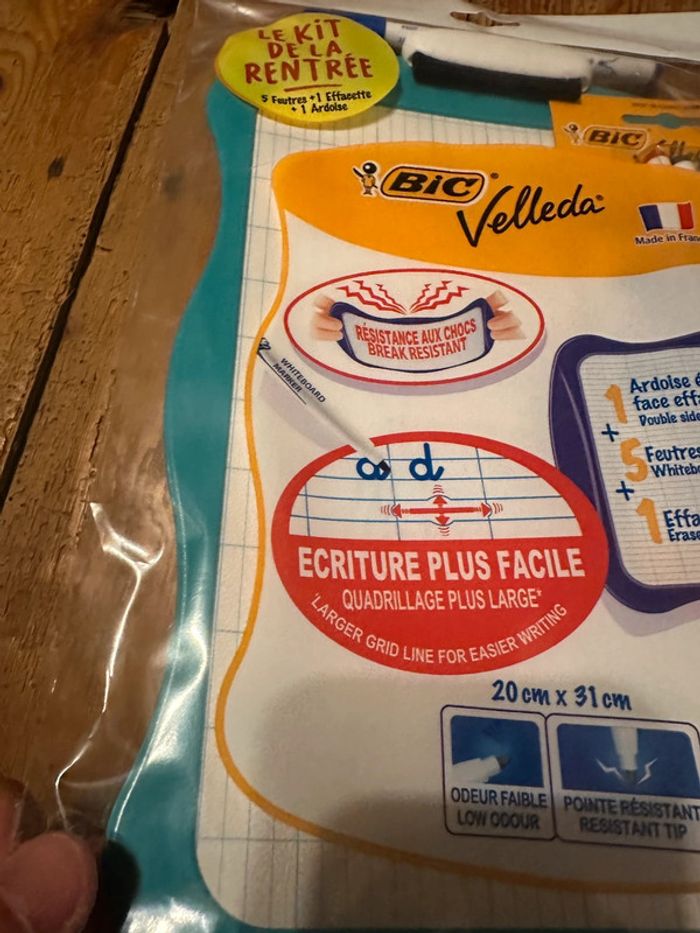 LE KIT
DE LA
RENTRÉE
5 Feutres + 1 Effacette
+ 1 Ardoise
BIC
BIC® Velleda®
Made in Fran
RÉSISTANCE AUX CHOCS
BREAK RESISTANT
WHITEBOARD
MARKER
1 Ardoise
face eff
Double side
+
5 Feutres
Whiteb
+
1 Effa
Erase
a d
ECRITURE PLUS FACILE
QUADRILLAGE PLUS LARGE*
*LARGER GRID LINE FOR EASIER WRITING
20 cm x 31 cm
ODEUR FAIBLE
LOW ODOUR
POINTE RÉSISTANT
RESISTANT TIP